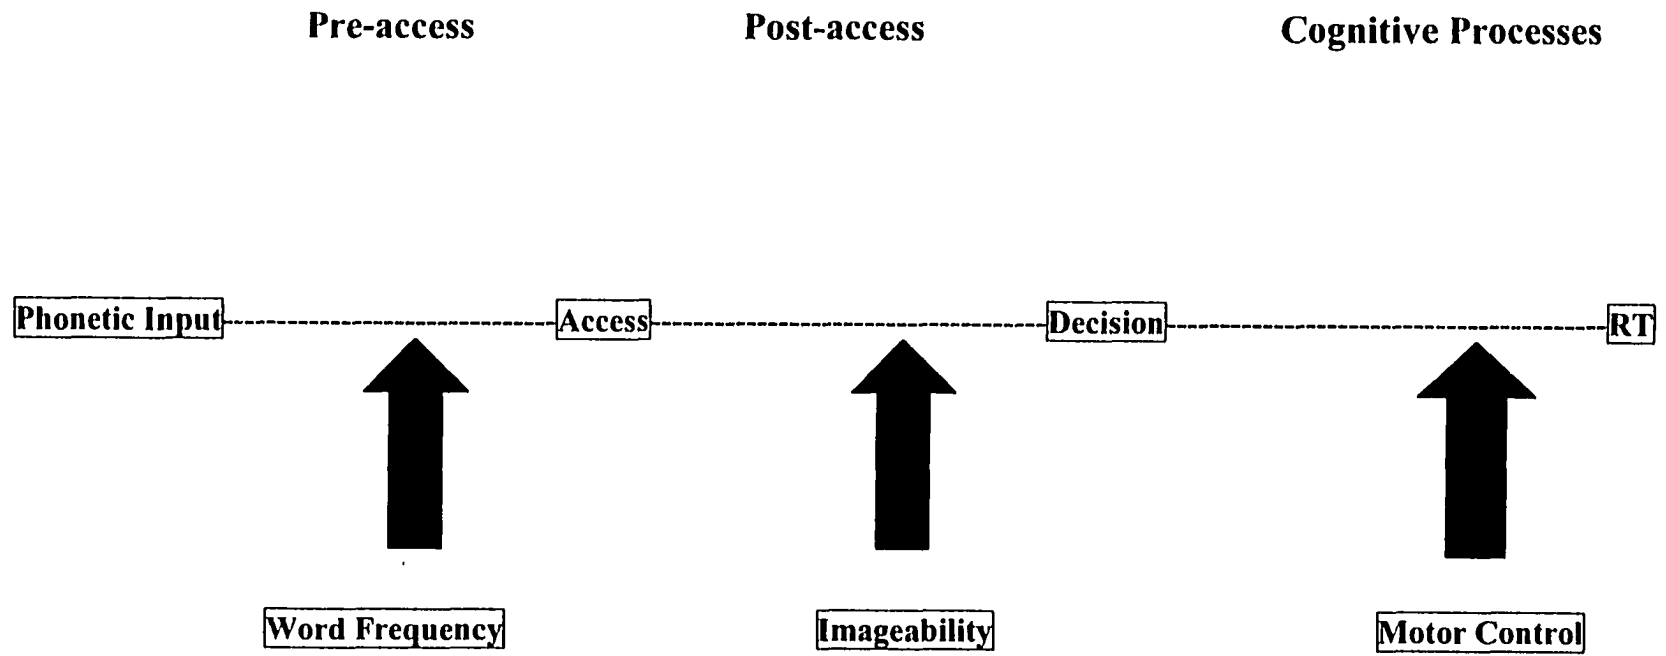 Pre-access Post-access Cognitive Processes
Phonetic Input Access Decision RT
Word Frequency Imageability Motor Control